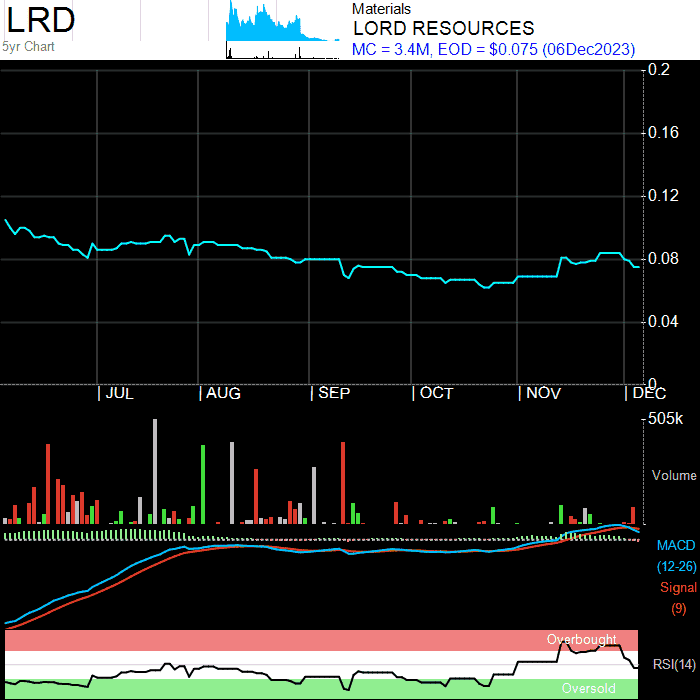 LRD
5yr Chart
Materials
LORD RESOURCES
MC = 3.4M, EOD = $0.075 (06Dec2023)
0.2
0.16
0.12
0.08
0.04
0
JUL
AUG
SEP
OCT
NOV
DEC
505k
Volume
MACD
(12-26)
Signal
(9)
Overbought
RSI(14)
Oversold